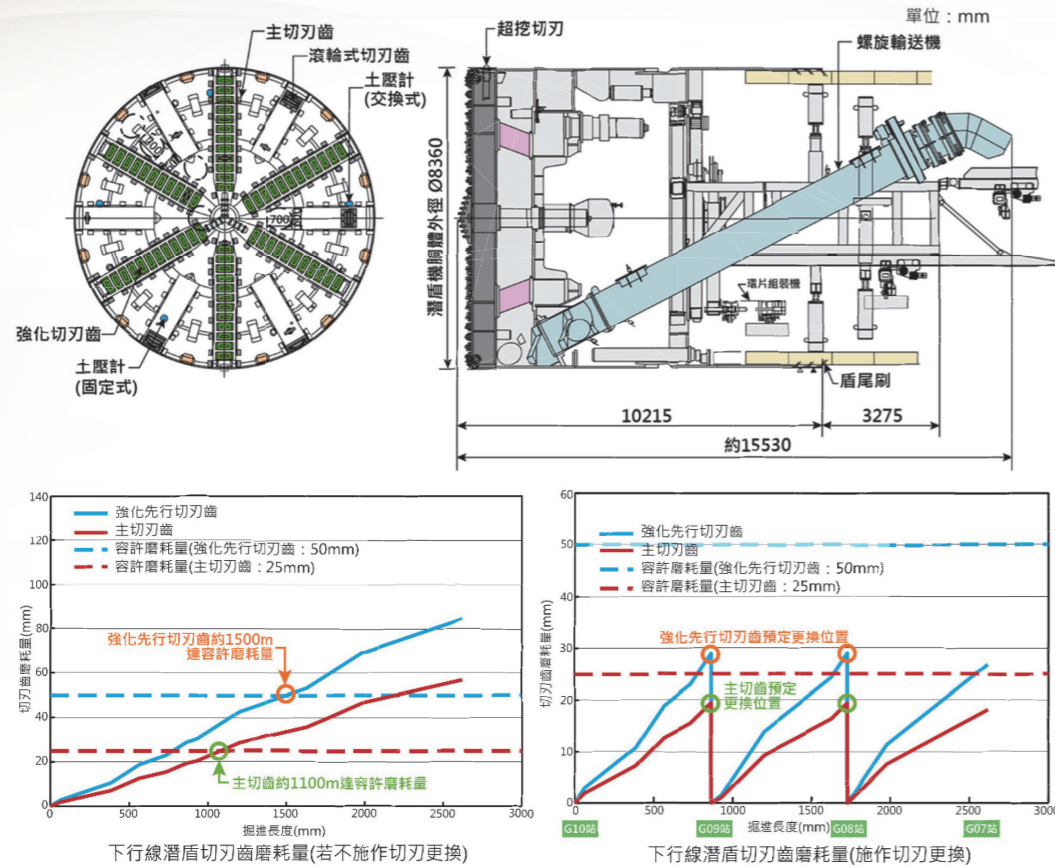 單位：mm
主切刃齒
滾輪式切刃齒
土壓計
(交換式)
超挖切刃
螺旋輸送機
潛盾機胴體外徑 Ø8360
1200
700
強化切刃齒
土壓計
(固定式)
環片組裝機
盾尾刷
10215
3275
約15530
140
120
100
80
60
40
20
0
切刃齒磨耗量(mm)
強化先行切刃齒
主切刃齒
容許磨耗量(強化先行切刃齒：50mm)
容許磨耗量(主切刃齒：25mm)
強化先行切刃齒約1500m
達容許磨耗量
主切齒約1100m達容許磨耗量
0 500 1000 1500 2000 2500 3000
掘進長度(mm)
下行線潛盾切刃齒磨耗量(若不施作切刃更換)
60
50
40
30
20
10
0
切刃齒磨耗量(mm)
強化先行切刃齒
主切刃齒
容許磨耗量(強化先行切刃齒：50mm)
容許磨耗量(主切刃齒：25mm)
強化先行切刃齒預定更換位置
主切齒預定
更換位置
0 500 1000 1500 2000 2500 3000
G10站 G09站 掘進長度(mm) G08站 G07站
下行線潛盾切刃齒磨耗量(施作切刃更換)